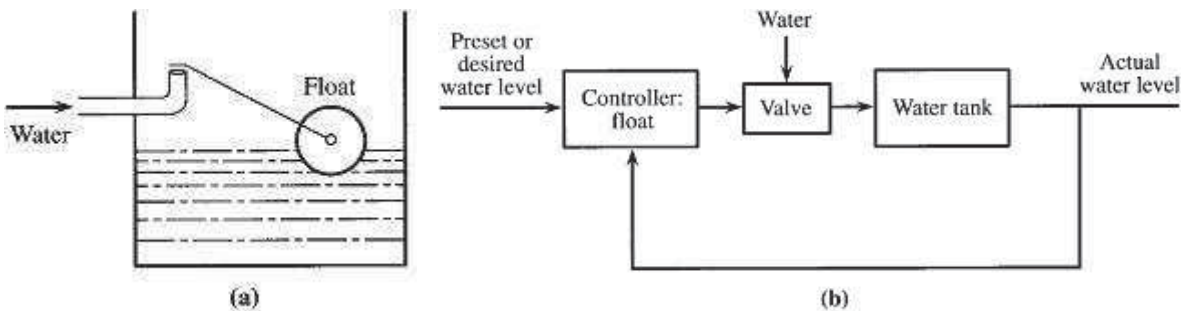 Float
Water
(a)
Preset or
desired
water level
Controller:
float
Water
Valve
Water tank
Actual
water level
(b)